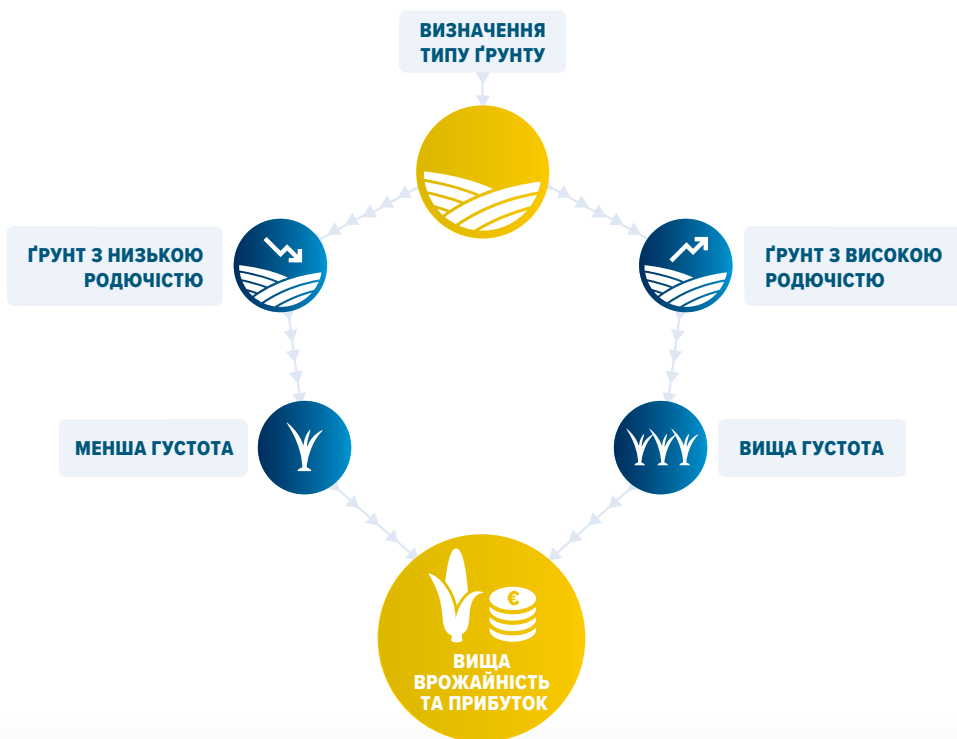 ВИЗНАЧЕННЯ
ТИПУ ҐРУНТУ
ҐРУНТ З НИЗЬКОЮ
РОДЮЧІСТЮ
ҐРУНТ З ВИСОКОЮ
РОДЮЧІСТЮ
МЕНША ГУСТОТА
ВИЩА ГУСТОТА
€
ВИЩА
ВРОЖАЙНІСТЬ
ТА ПРИБУТОК